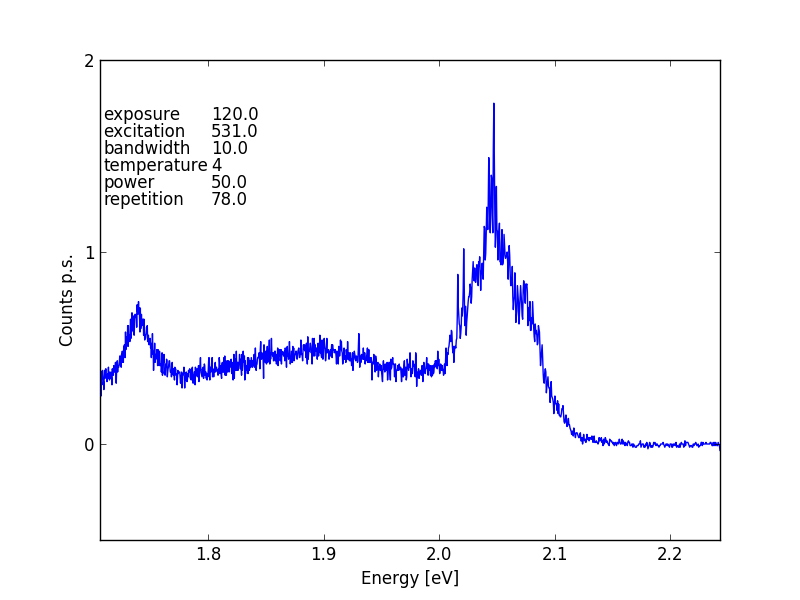 2
exposure 120.0
excitation 531.0
bandwidth 10.0
temperature 4
power 50.0
repetition 78.0
1
Counts p.s.
0
1.8 1.9 2.0 2.1 2.2
Energy [eV]